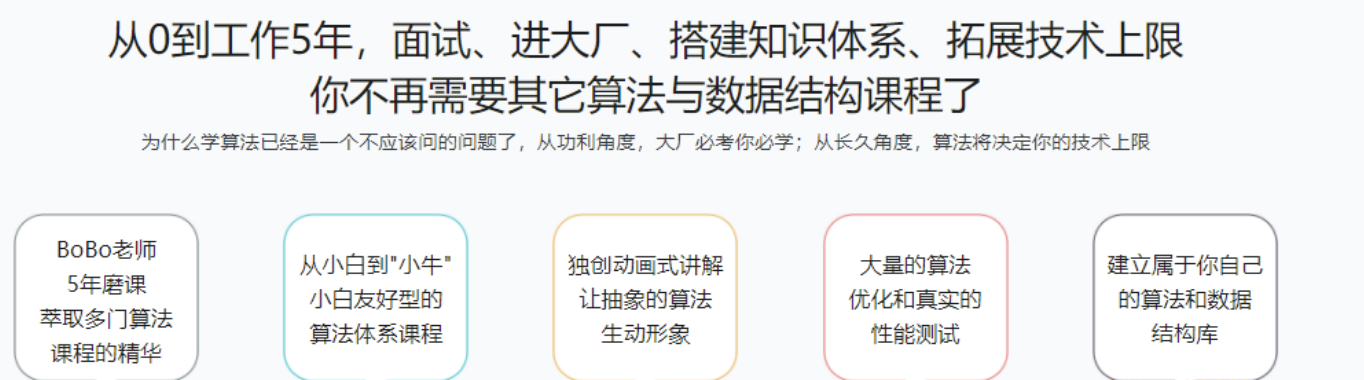 从0到工作5年，面试、进大厂、搭建知识体系、拓展技术上限
你不再需要其它算法与数据结构课程了
为什么学算法已经是一个不应该问的问题了，从功利角度，大厂必考你必学；从长久角度，算法将决定你的技术上限
BoBo老师
5年磨课
萃取多门算法
课程的精华
从小白到"小牛"
小白友好型的
算法体系课程
独创动画式讲解
让抽象的算法
生动形象
大量的算法
优化和真实的
性能测试
建立属于你自己
的算法和数据
结构库